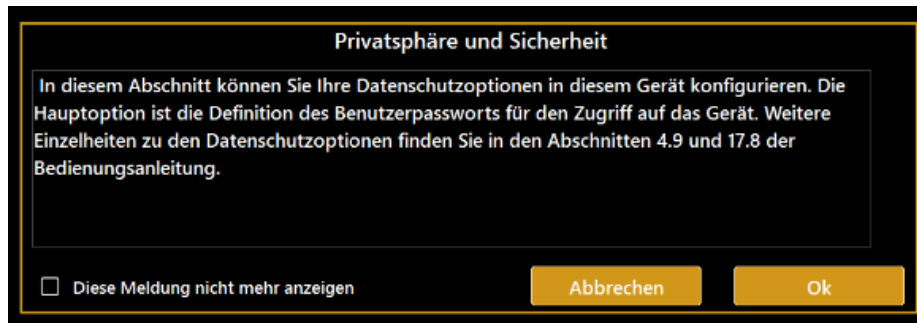 Privatsphäre und Sicherheit
In diesem Abschnitt können Sie Ihre Datenschutzoptionen in diesem Gerät konfigurieren. Die
Hauptoption ist die Definition des Benutzerpassworts für den Zugriff auf das Gerät. Weitere
Einzelheiten zu den Datenschutzoptionen finden Sie in den Abschnitten 4.9 und 17.8 der
Bedienungsanleitung.
Diese Meldung nicht mehr anzeigen
Abbrechen
Ok